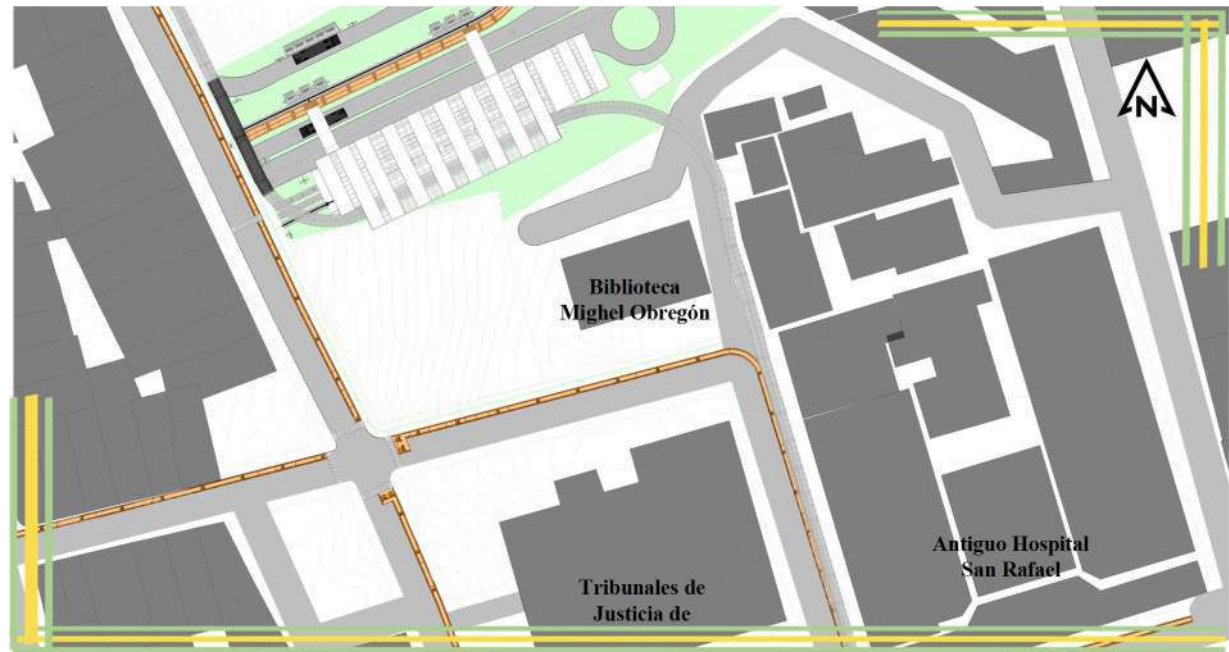 N
Biblioteca
Mighel Obregón
Antiguo Hospital
San Rafael
Tribunales de
Justicia de